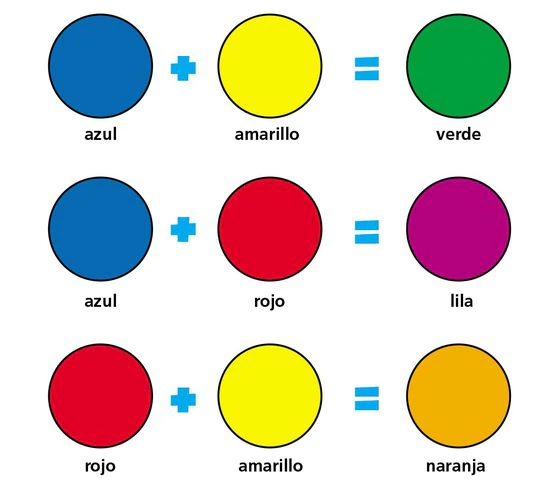 azul + amarillo = verde
azul + rojo = lila
rojo + amarillo = naranja